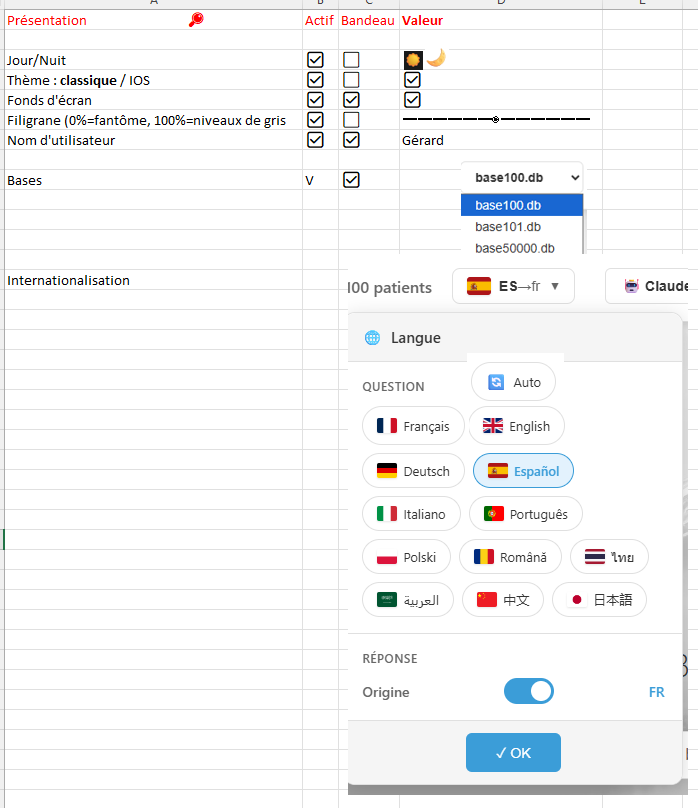 Présentation Actif Bandeau Valeur
Jour/Nuit
Thème : classique / IOS
Fonds d'écran
Filigrane (0%=fantôme, 100%=niveaux de gris
Nom d'utilisateur Gérard
Bases V base100.db
base100.db
base101.db
base50000.db
Internationalisation
100 patients ES→fr ▼ Claude
Langue
QUESTION Auto
Français English
Deutsch Español
Italiano Português
Polski Română ไทย
العربية 中文 日本語
RÉPONSE
Origine FR
✓ OK